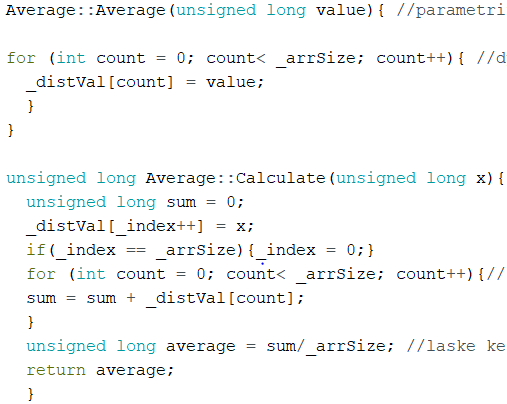 Average::Average(unsigned long value){ //parametri
for (int count = 0; count< _arrSize; count++){ //d
_distVal[count] = value;
}
}
unsigned long Average::Calculate(unsigned long x){
unsigned long sum = 0;
_distVal[_index++] = x;
if(_index == _arrSize){_index = 0;}
for (int count = 0; count< _arrSize; count++){//
sum = sum + _distVal[count];
}
unsigned long average = sum/_arrSize; //laske ke
return average;
}